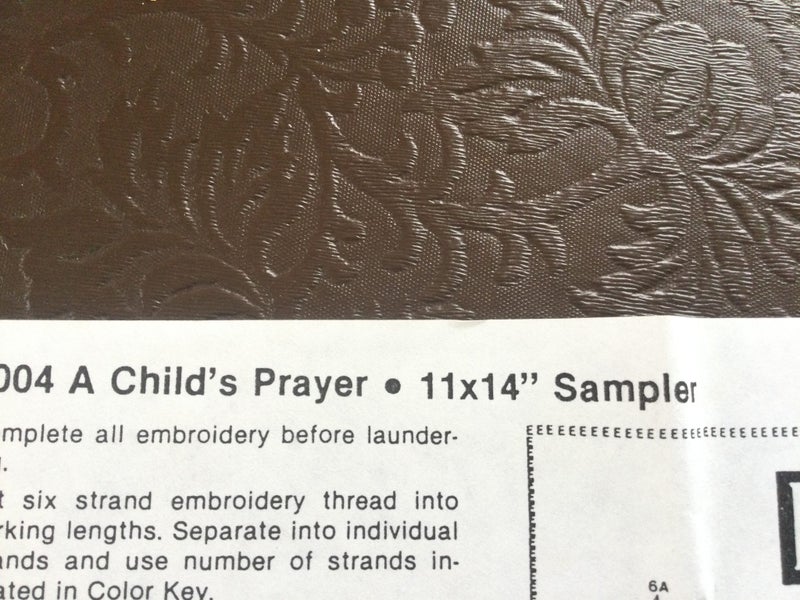 004 A Child's Prayer • 11x14" Sampler
mplete all embroidery before launder-
.
t six strand embroidery thread into
rking lengths. Separate into individual
ands and use number of strands in-
ated in Color Key.
6A